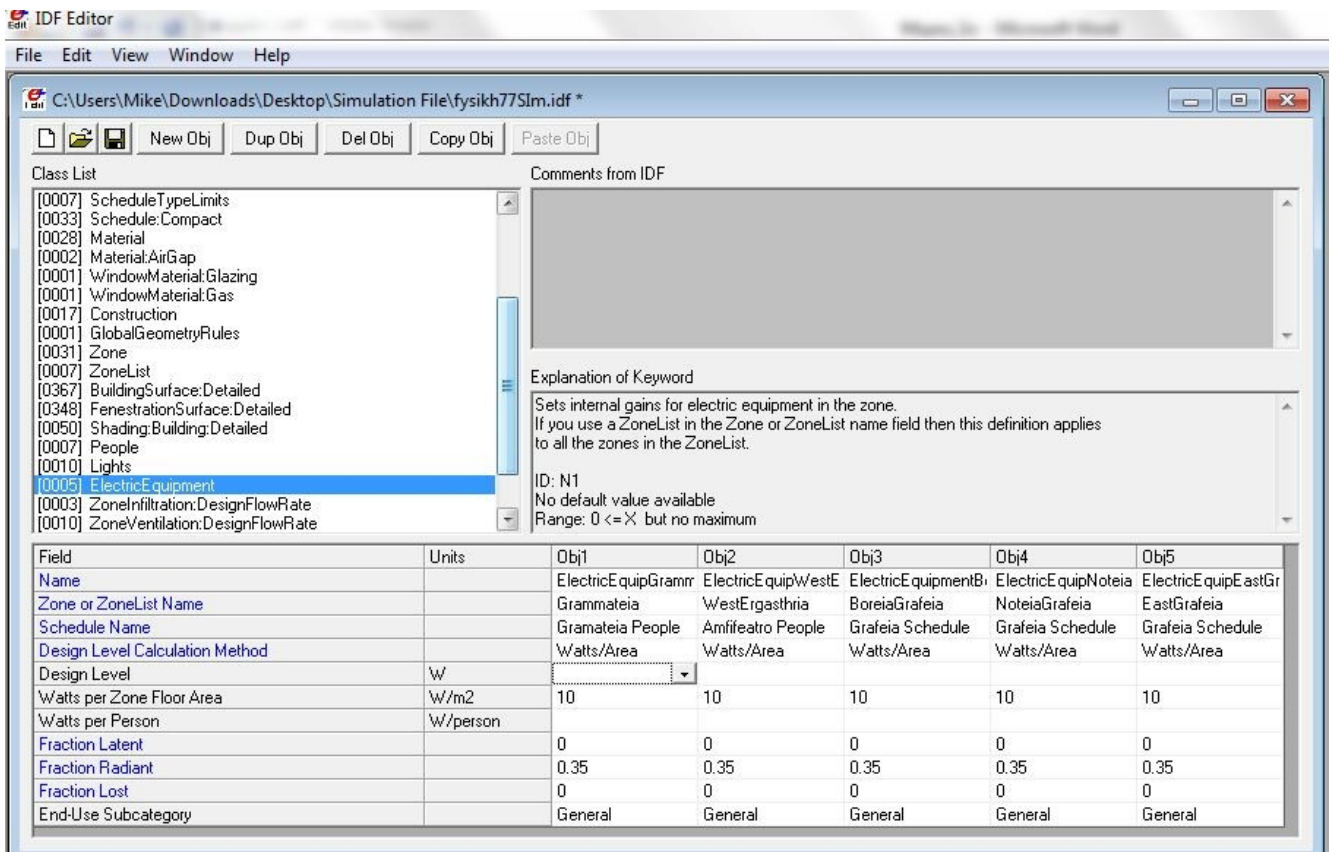 IDF Editor
File Edit View Window Help
C:\Users\Mike\Downloads\Desktop\Simulation File\fysikh77SIm.idf *
New Obj Dup Obj Del Obj Copy Obj Paste Obj
Class List
[0007] ScheduleTypeLimits
[0033] Schedule:Compact
[0028] Material
[0002] Material:AirGap
[0001] WindowMaterial:Glazing
[0001] WindowMaterial:Gas
[0017] Construction
[0001] GlobalGeometryRules
[0031] Zone
[0007] ZoneList
[0367] BuildingSurface:Detailed
[0348] FenestrationSurface:Detailed
[0050] Shading:Building:Detailed
[0007] People
[0010] Lights
[0005] ElectricEquipment
[0003] ZoneInfiltration:DesignFlowRate
[0010] ZoneVentilation:DesignFlowRate
Comments from IDF
Explanation of Keyword
Sets internal gains for electric equipment in the zone.
If you use a ZoneList in the Zone or ZoneList name field then this definition applies
to all the zones in the ZoneList.
ID: N1
No default value available
Range: 0 <= X but no maximum
Field Units Obj1 Obj2 Obj3 Obj4 Obj5
Name ElectricEquipGramm ElectricEquipWestE ElectricEquipmentB ElectricEquipNoteia ElectricEquipEastGr
Zone or ZoneList Name Grammateia WestErgasthria BoreiaGrafeia NoteiaGrafeia EastGrafeia
Schedule Name Gramateia People Amfifeatro People Grafeia Schedule Grafeia Schedule Grafeia Schedule
Design Level Calculation Method Watts/Area Watts/Area Watts/Area Watts/Area Watts/Area
Design Level W
Watts per Zone Floor Area W/m2 10 10 10 10 10
Watts per Person W/person
Fraction Latent 0 0 0 0 0
Fraction Radiant 0.35 0.35 0.35 0.35 0.35
Fraction Lost 0 0 0 0 0
End-Use Subcategory General General General General General